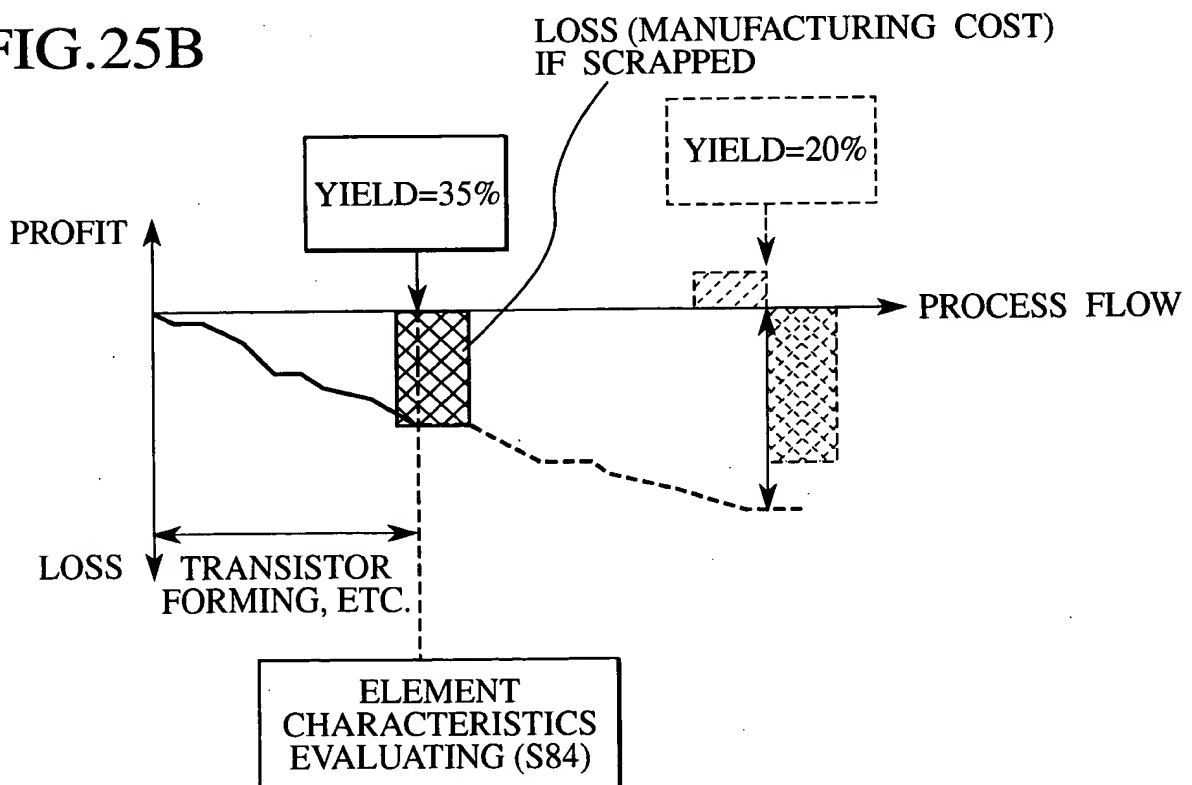 FIG.25B
LOSS (MANUFACTURING COST)
IF SCRAPPED
YIELD=35%
YIELD=20%
PROFIT
PROCESS FLOW
LOSS
TRANSISTOR
FORMING, ETC.
ELEMENT
CHARACTERISTICS
EVALUATING (S84)